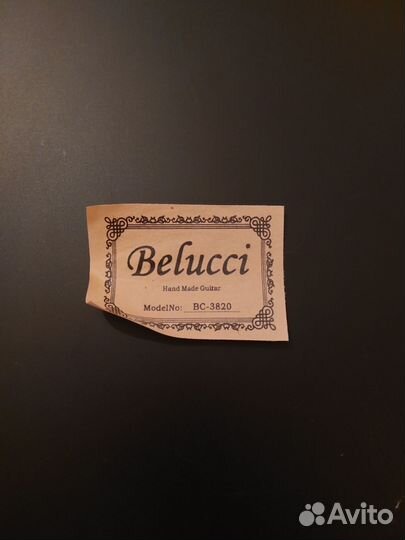 Belucci
Hand Made Guitar
ModelNo: BC-3820
Avito